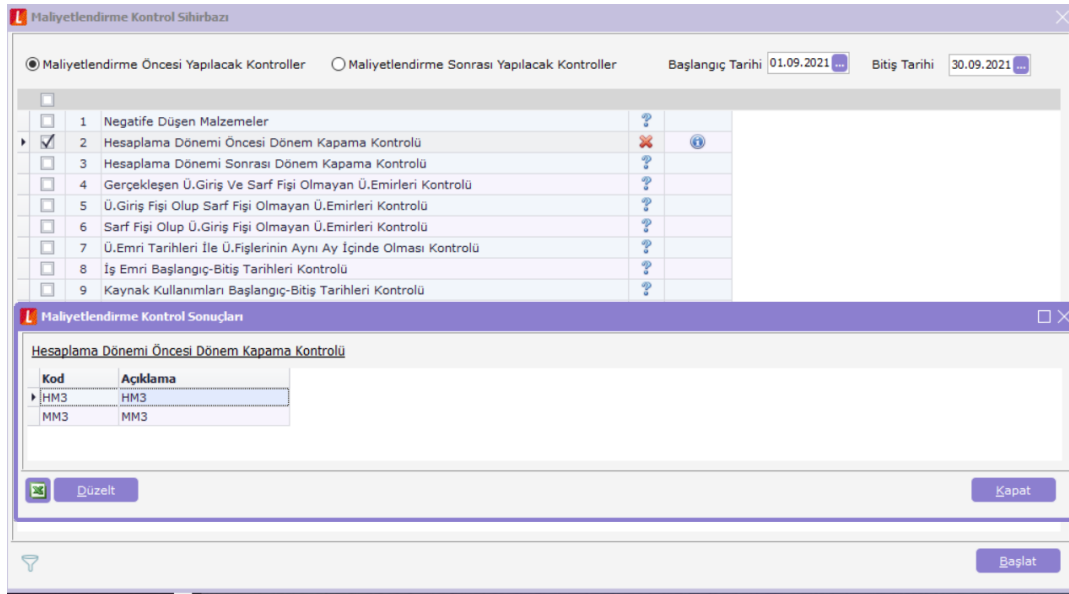 Maliyetlendirme Kontrol Sihirbazı
Maliyetlendirme Öncesi Yapılacak Kontroller Maliyetlendirme Sonrası Yapılacak Kontroller Başlangıç Tarihi 01.09.2021 ... Bitiş Tarihi 30.09.2021 ...
1 Negatife Düşen Malzemeler
2 Hesaplama Dönemi Öncesi Dönem Kapama Kontrolü
3 Hesaplama Dönemi Sonrası Dönem Kapama Kontrolü
4 Gerçekleşen Ü.Giriş Ve Sarf Fişi Olmayan Ü.Emirleri Kontrolü
5 Ü.Giriş Fişi Olup Sarf Fişi Olmayan Ü.Emirleri Kontrolü
6 Sarf Fişi Olup Ü.Giriş Fişi Olmayan Ü.Emirleri Kontrolü
7 Ü.Emri Tarihleri İle Ü.Fişlerinin Aynı Ay İçinde Olması Kontrolü
8 İş Emri Başlangıç-Bitiş Tarihleri Kontrolü
9 Kaynak Kullanımları Başlangıç-Bitiş Tarihleri Kontrolü
Maliyetlendirme Kontrol Sonuçları
Hesaplama Dönemi Öncesi Dönem Kapama Kontrolü
Kod Açıklama
HM3 HM3
MM3 MM3
Düzelt Kapat
Başlat